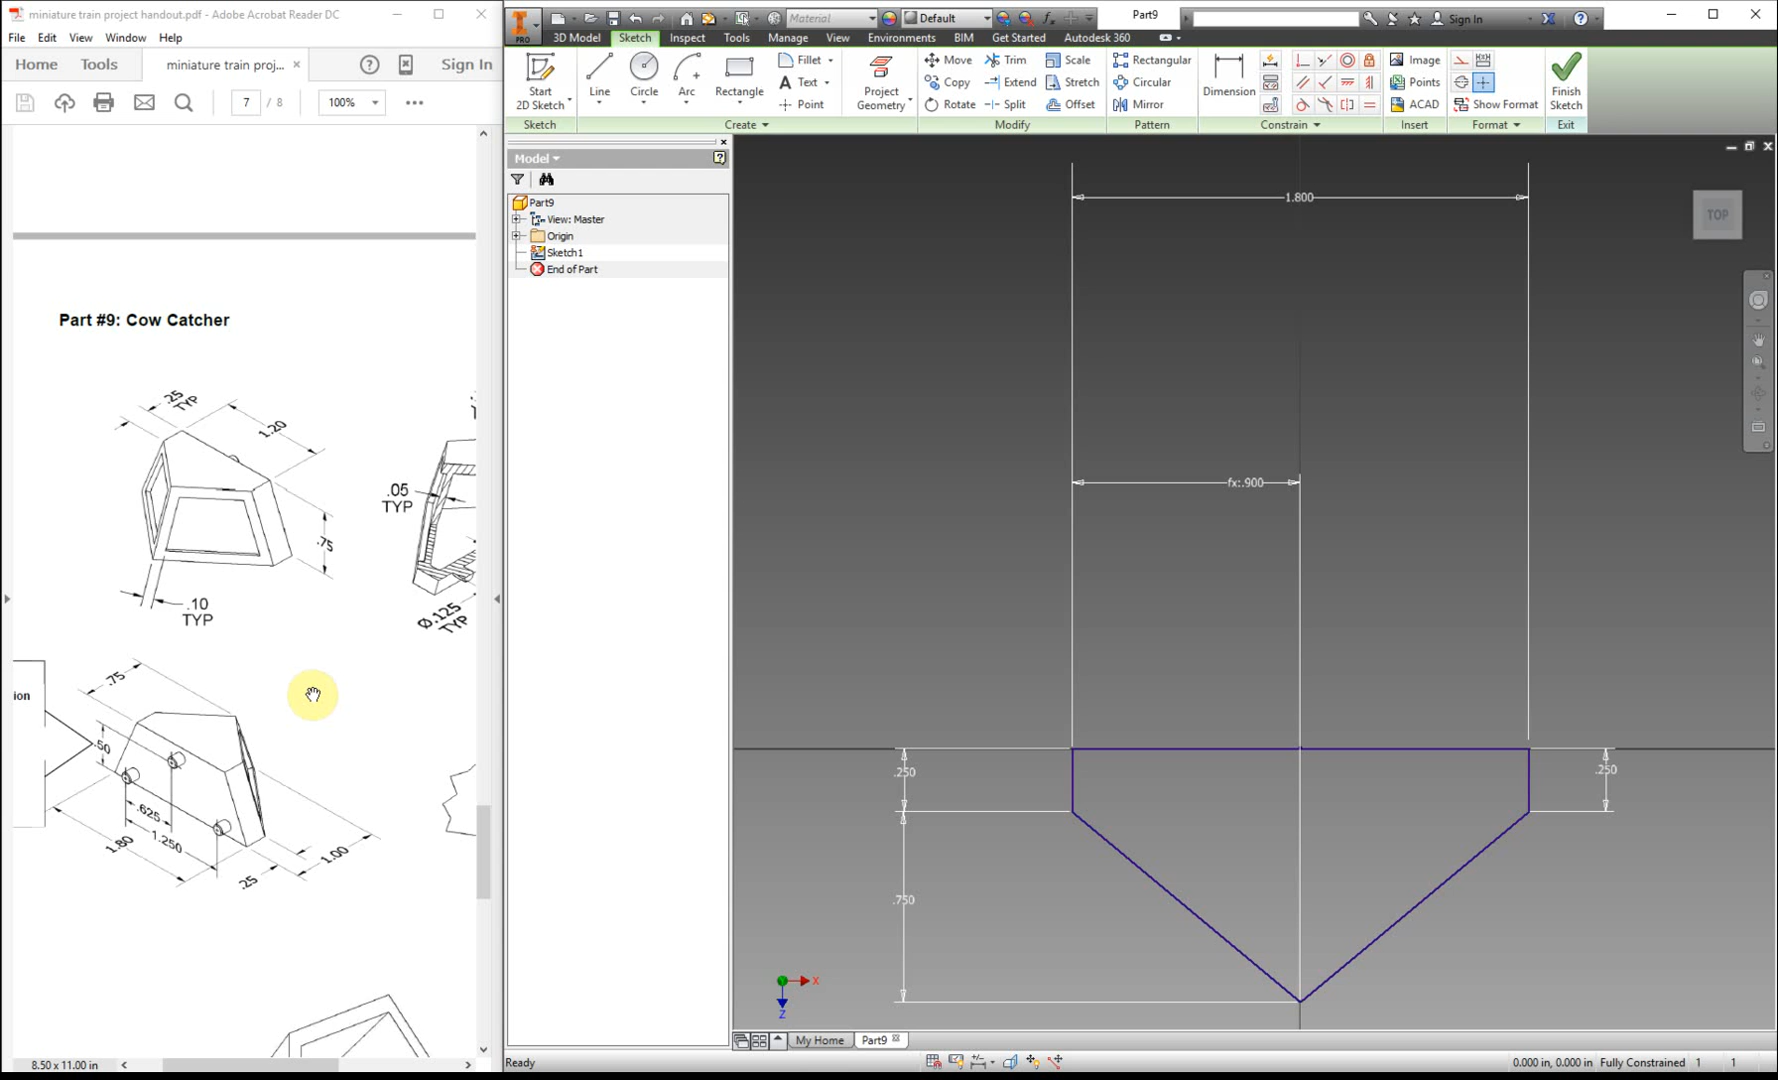 miniature train project handout.pdf - Adobe Acrobat Reader DC
File Edit View Window Help
Home Tools miniature train proj... × Sign In
7 / 8 100%
Part #9: Cow Catcher
.25
TYP
1.20
.75
.10
TYP
.05
TYP
Ø.125
TYP
ion
.75
.50
.625
1.250
1.80
.25
1.00
8.50 x 11.00 in
PRO
Material Default Part9 Sign In
3D Model Sketch Inspect Tools Manage View Environments BIM Get Started Autodesk 360
Start
2D Sketch
Line Circle Arc Rectangle
Fillet
Text
Point
Project
Geometry
Move Trim Scale
Copy Extend Stretch
Rotate Split Offset
Rectangular
Circular
Mirror
Dimension
Image
Points
ACAD
Show Format
Finish
Sketch
Sketch Create Modify Pattern Constrain Insert Format Exit
Model
Part9
View: Master
Origin
Sketch1
End of Part
TOP
1.800
fx:.900
.250
.250
.750
X
Z
My Home Part9
Ready
0.000 in, 0.000 in Fully Constrained 1 1